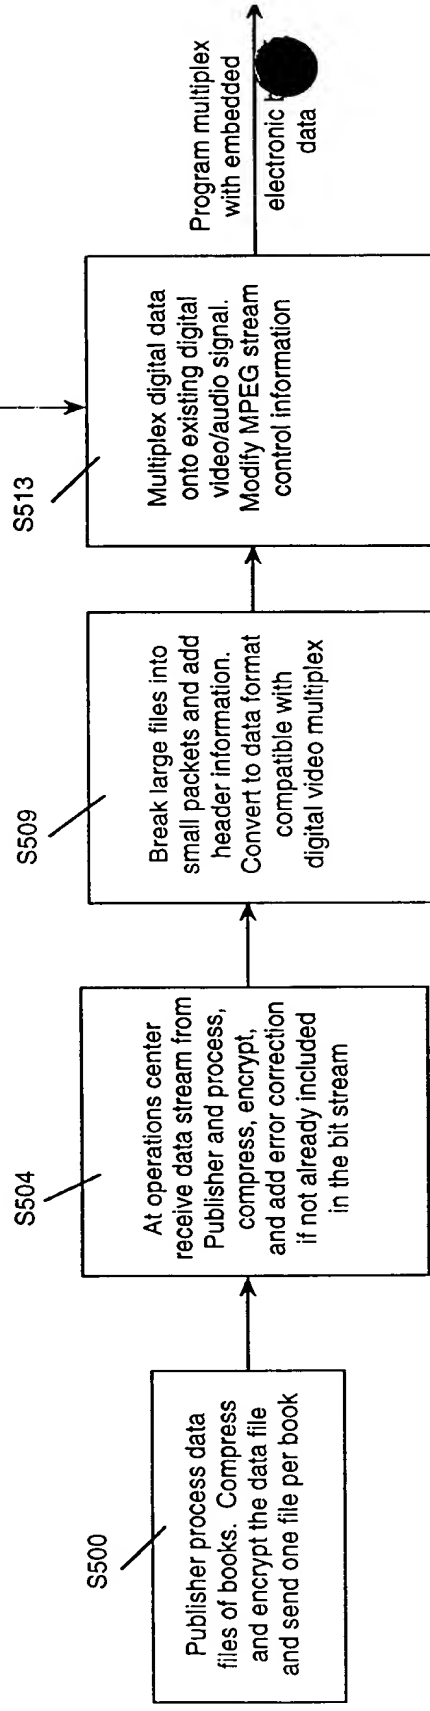 S500
Publisher process data
files of books. Compress
and encrypt the data file
and send one file per book
S504
At operations center
receive data stream from
Publisher and process,
compress, encrypt,
and add error correction
if not already included
in the bit stream
S509
Break large files into
small packets and add
header information.
Convert to data format
compatible with
digital video multiplex
S513
Multiplex digital data
onto existing digital
video/audio signal.
Modify MPEG stream
control information
Program multiplex
with embedded
electronic
data